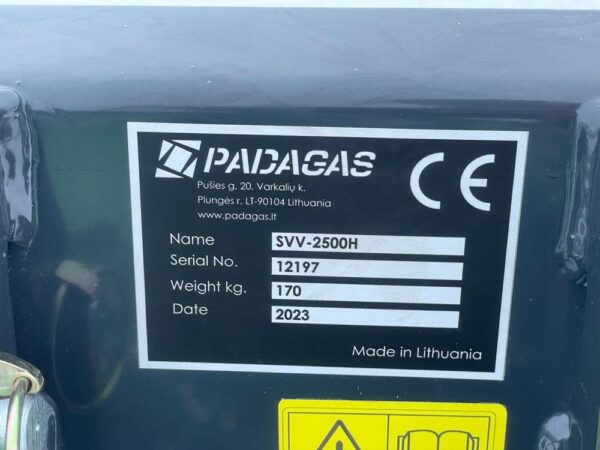 PADAGAS
CE
Pušies g. 20, Varkalių k.
Plungės r. LT-90104 Lithuania
www.padagas.lt
Name SVV-2500H
Serial No. 12197
Weight kg. 170
Date 2023
Made in Lithuania